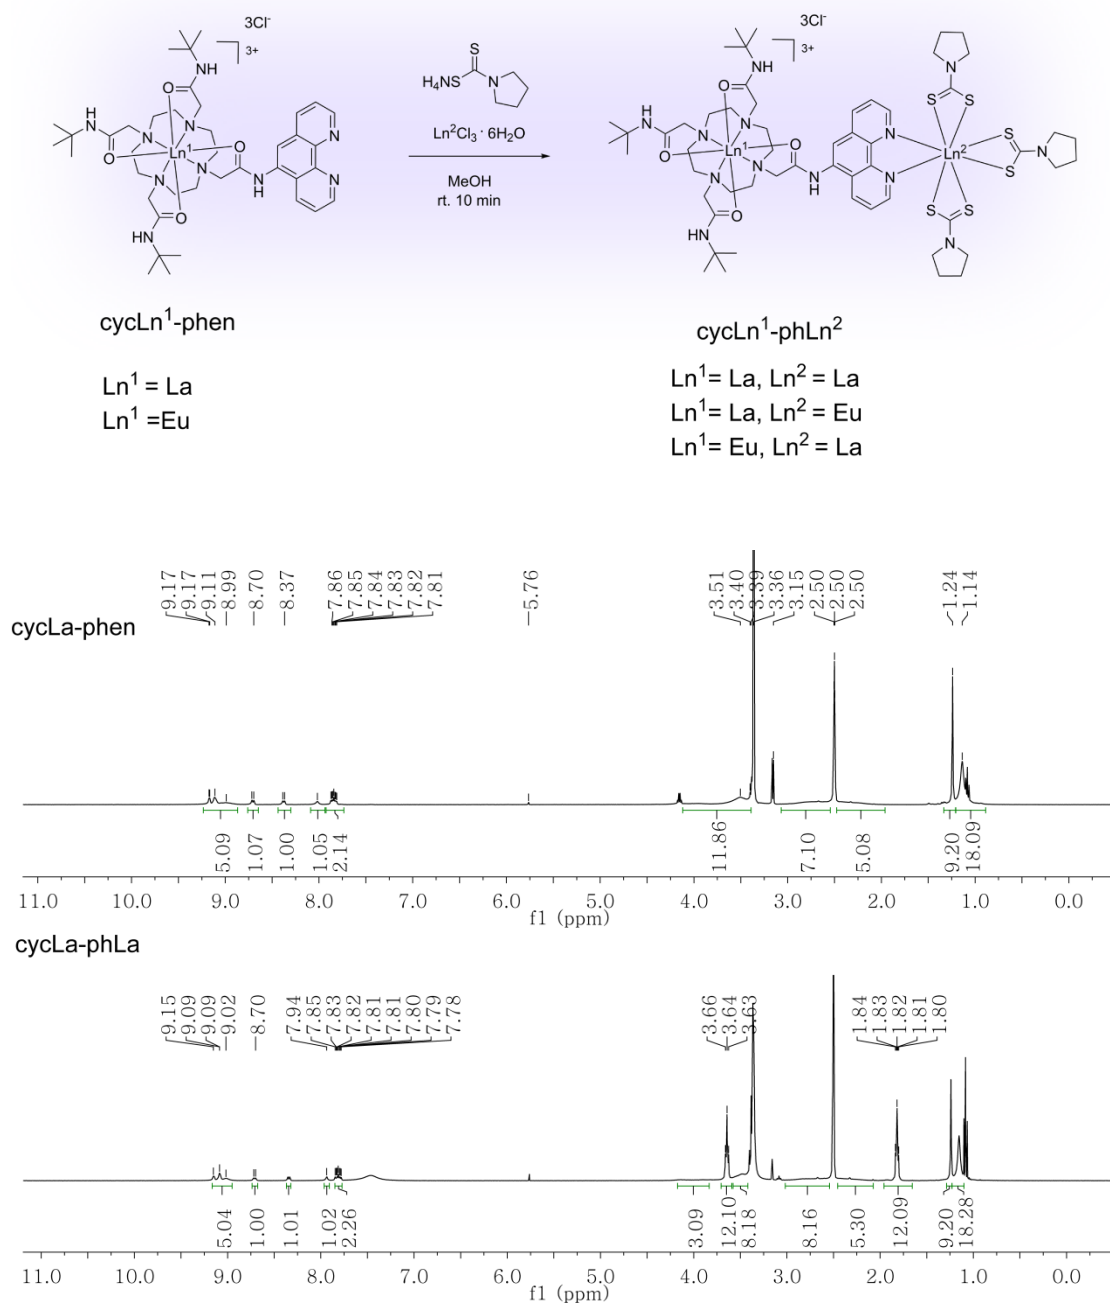 3Cl⁻
3+
NH
O
H
N
O
N
N
Ln¹
O
N
N
O
N
H
N
N
O
HN
S
H₄NS
N
Ln²Cl₃ · 6H₂O
MeOH
rt. 10 min
3Cl⁻
3+
NH
O
H
N
O
N
N
Ln¹
O
N
N
O
N
H
N
N
O
HN
N
S
S
Ln²
S
S
N
S
S
N
cycLn¹-phen
Ln¹ = La
Ln¹ =Eu
cycLn¹-phLn²
Ln¹= La, Ln² = La
Ln¹= La, Ln² = Eu
Ln¹= Eu, Ln² = La
cycLa-phen
9.17
9.17
9.11
8.99
8.70
8.37
7.86
7.85
7.84
7.83
7.82
7.81
5.76
3.51
3.40
3.39
3.36
3.15
2.50
2.50
2.50
1.24
1.14
5.09
1.07
1.00
1.05
2.14
11.86
7.10
5.08
9.20
18.09
11.0 10.0 9.0 8.0 7.0 6.0 5.0 4.0 3.0 2.0 1.0 0.0
f1 (ppm)
cycLa-phLa
9.15
9.09
9.09
9.02
8.70
7.94
7.85
7.83
7.82
7.81
7.81
7.80
7.79
7.78
3.66
3.64
3.63
1.84
1.83
1.82
1.81
1.80
5.04
1.00
1.01
1.02
2.26
3.09
12.10
8.18
8.16
5.30
12.09
9.20
18.28
11.0 10.0 9.0 8.0 7.0 6.0 5.0 4.0 3.0 2.0 1.0 0.0
f1 (ppm)